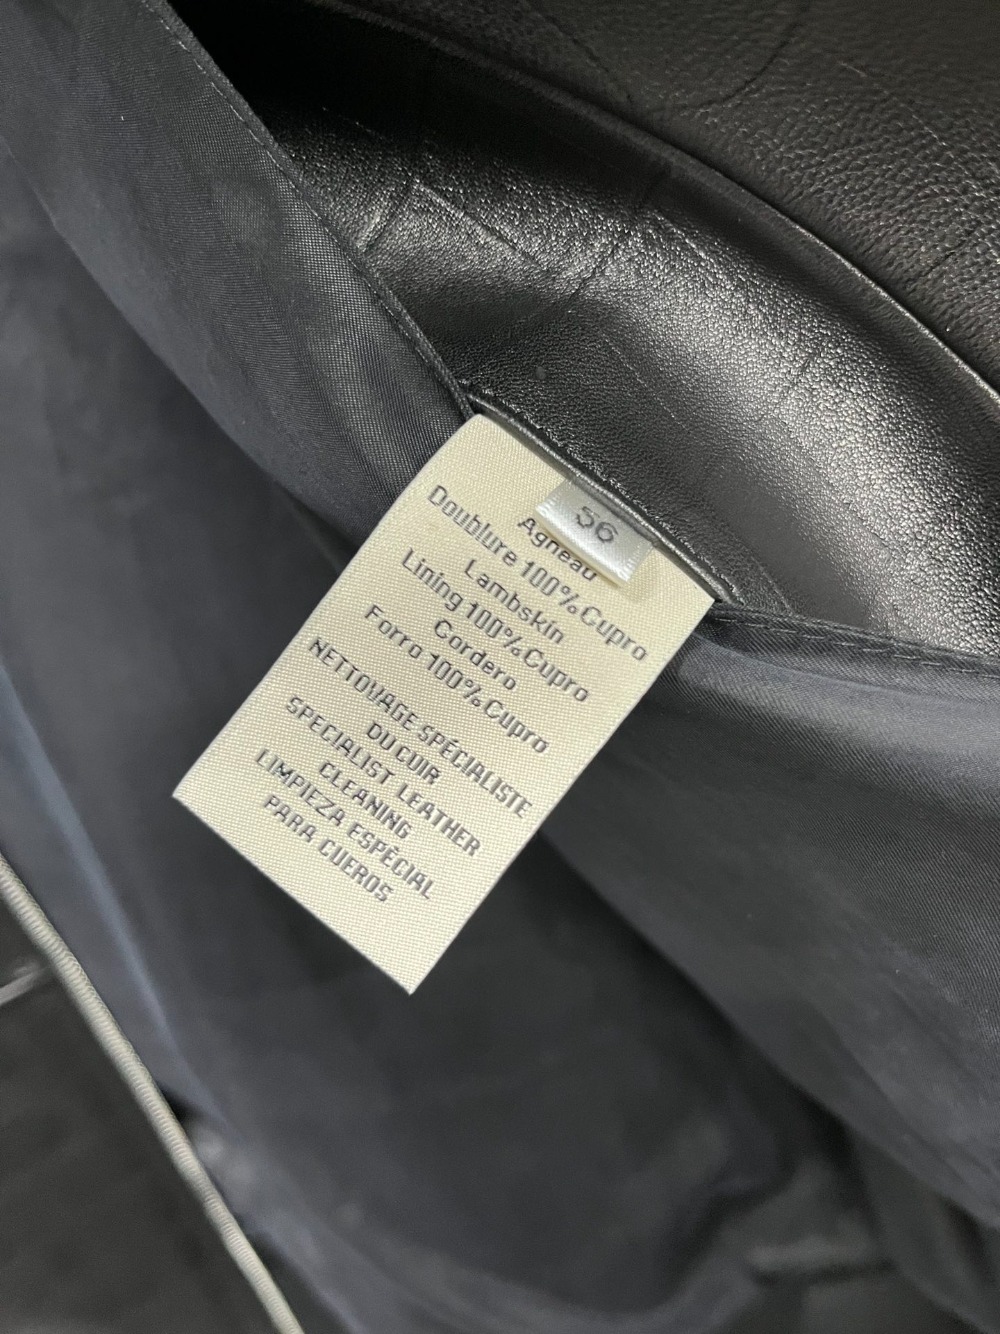 56
Agneau
Doublure 100% Cupro
Lambskin
Lining 100% Cupro
Cordero
Forro 100% Cupro
NETTOYAGE SPÉCIALISTE
DU CUIR
SPECIALIST LEATHER
CLEANING
LIMPIEZA ESPÉCIAL
PARA CUEROS